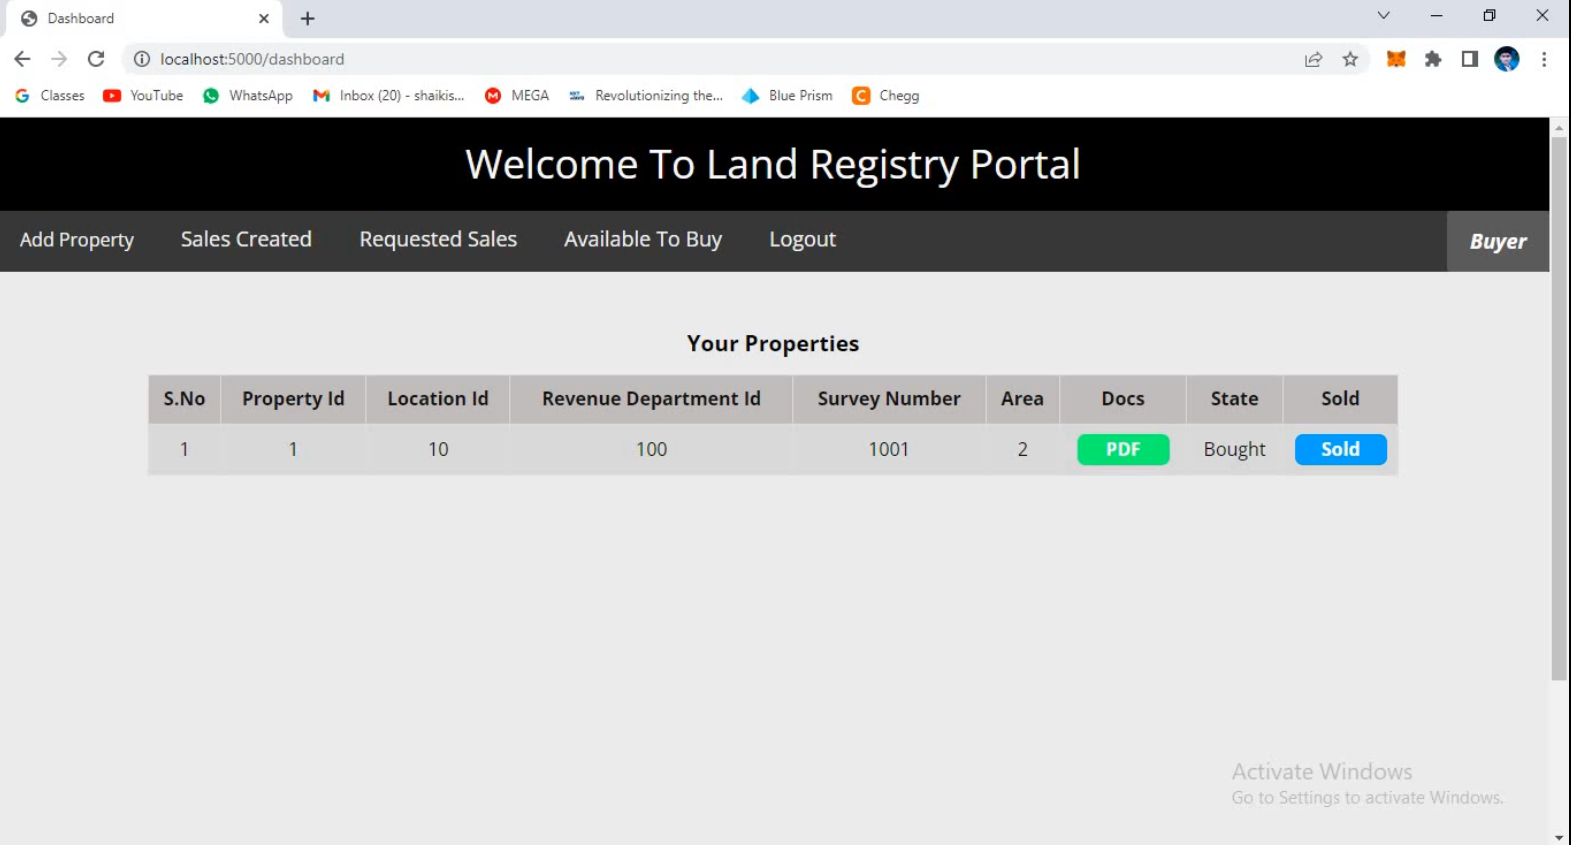 Dashboard
localhost:5000/dashboard
Classes YouTube WhatsApp Inbox (20) - shaikis... MEGA Revolutionizing the... Blue Prism Chegg
Welcome To Land Registry Portal
Add Property Sales Created Requested Sales Available To Buy Logout Buyer
Your Properties
S.No Property Id Location Id Revenue Department Id Survey Number Area Docs State Sold
1 1 10 100 1001 2 PDF Bought Sold
Activate Windows
Go to Settings to activate Windows.